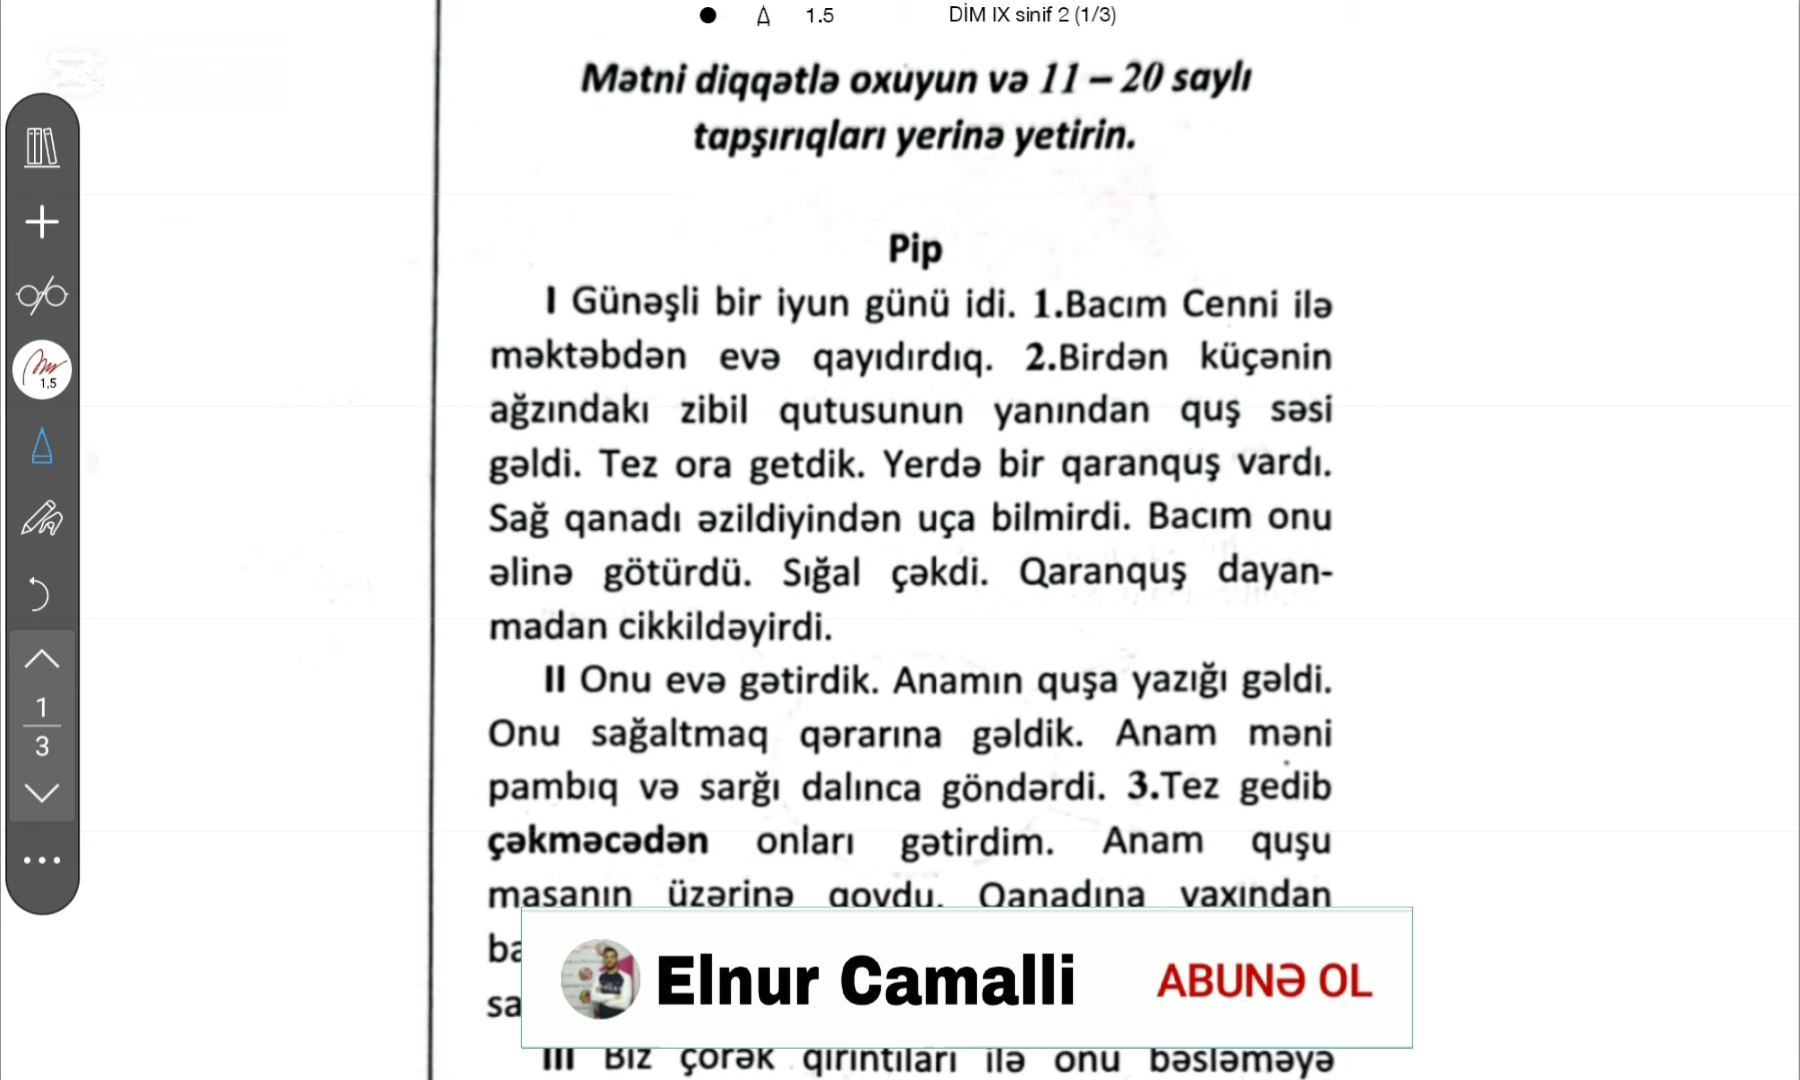 1.5 DİM IX sinif 2 (1/3)
Mətni diqqətlə oxuyun və 11 – 20 saylı
tapşırıqları yerinə yetirin.
Pip
I Günəşli bir iyun günü idi. 1.Bacım Cenni ilə
məktəbdən evə qayıdırdıq. 2.Birdən küçənin
ağzındakı zibil qutusunun yanından quş səsi
gəldi. Tez ora getdik. Yerdə bir qaranquş vardı.
Sağ qanadı əzildiyindən uça bilmirdi. Bacım onu
əlinə götürdü. Sığal çəkdi. Qaranquş dayan-
madan cikkildəyirdi.
II Onu evə gətirdik. Anamın quşa yazığı gəldi.
Onu sağaltmaq qərarına gəldik. Anam məni
pambıq və sarğı dalınca göndərdi. 3.Tez gedib
çəkməcədən onları gətirdim. Anam quşu
masanın üzərinə qoydu. Qanadına yaxından
Elnur Camalli ABUNƏ OL
III Biz çörək qırıntıları ilə onu bəsləməyə
1,5
1
3